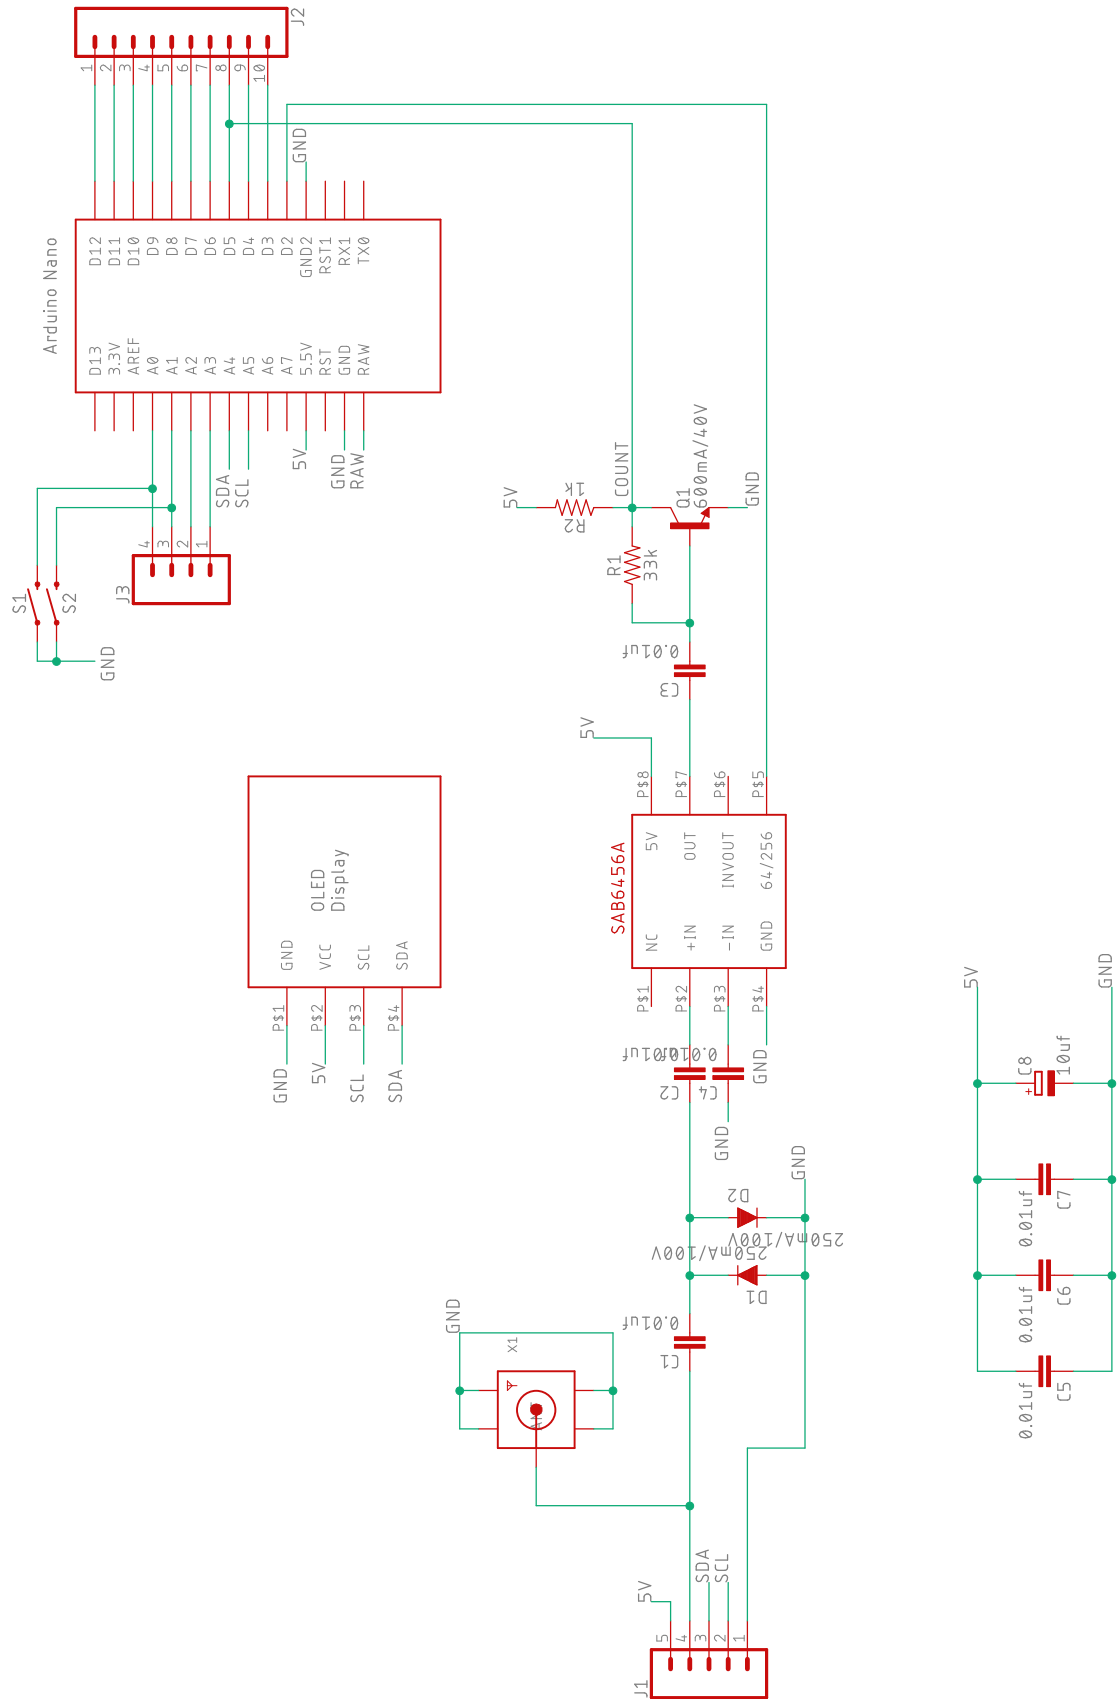 J2
1
2
3
4
5
6
7
8
9
10
GND
Arduino Nano
D12
D11
D10
D9
D8
D7
D6
D5
D4
D3
D2
GND2
RST1
RX1
TX0
D13
3.3V
AREF
A0
A1
A2
A3
A4
A5
A6
A7
5.5V
RST
GND
RAW
SDA
SCL
5V
GND
RAW
J3
4
3
2
1
S1
S2
GND
5V
R2
1k
COUNT
R1
33k
Q1
600mA/40V
GND
0.01uf
C3
5V
P$8
P$7
P$6
P$5
SAB6456A
5V
OUT
INVOUT
64/256
NC
+IN
-IN
GND
P$1
P$2
P$3
P$4
OLED
Display
GND
VCC
SCL
SDA
P$1
P$2
P$3
P$4
GND
5V
SCL
SDA
0.01uf
0.01uf
C2
C4
GND
GND
GND
D2
250mA/100V
250mA/100V
D1
0.01uf
C1
GND
X1
5V
GND
C8
+
10uf
0.01uf
C7
0.01uf
C6
0.01uf
C5
5V
SDA
SCL
5
4
3
2
1
J1